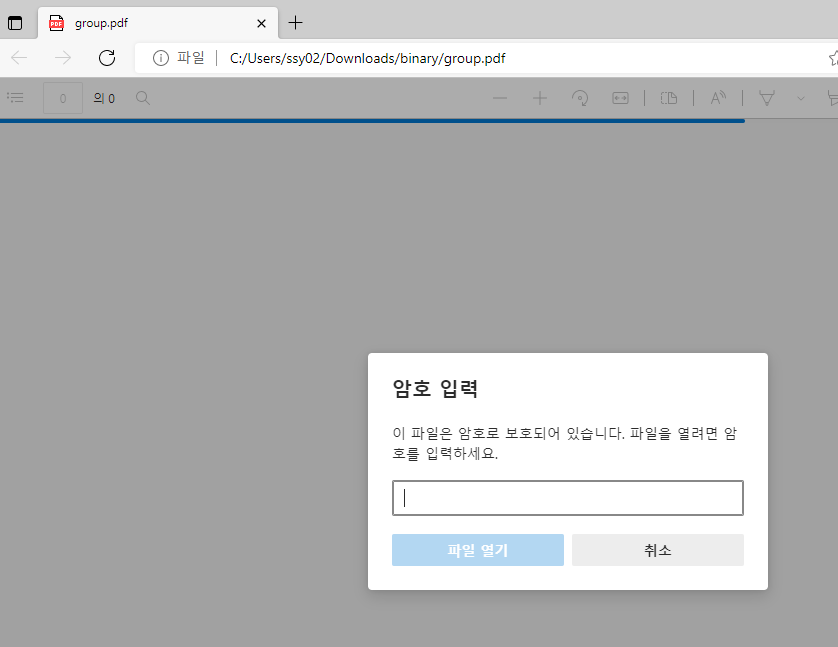 group.pdf
파일 C:/Users/ssy02/Downloads/binary/group.pdf
0 의 0
암호 입력
이 파일은 암호로 보호되어 있습니다. 파일을 열려면 암
호를 입력하세요.
파일 열기 취소